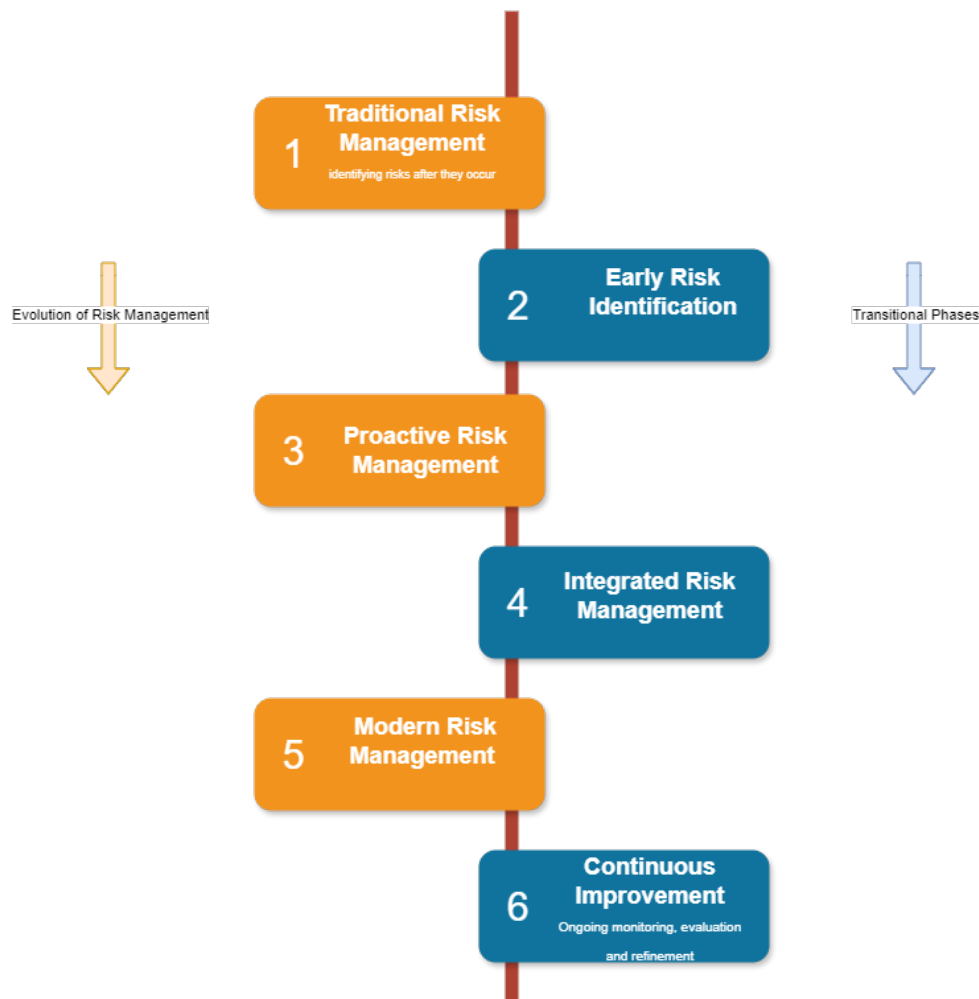 1
Traditional Risk
Management
identifying risks after they occur
2
Early Risk
Identification
Evolution of Risk Management
Transitional Phases
3
Proactive Risk
Management
4
Integrated Risk
Management
5
Modern Risk
Management
6
Continuous
Improvement
Ongoing monitoring, evaluation
and refinement